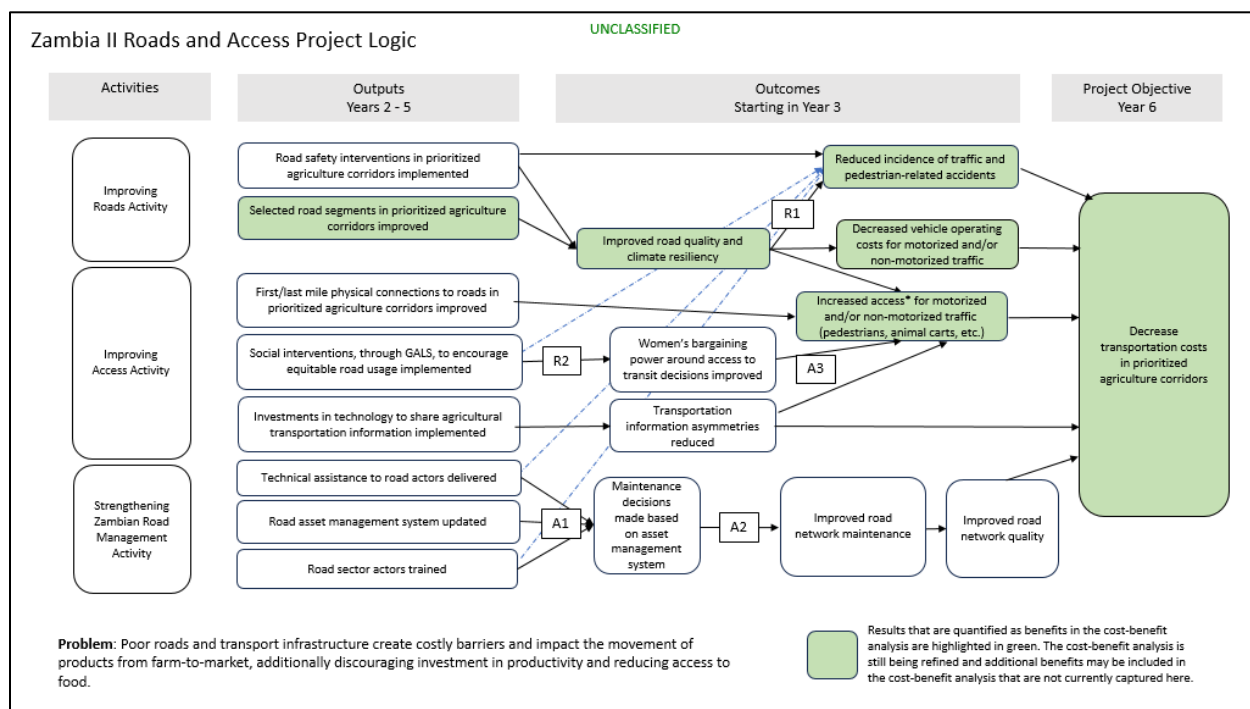 UNCLASSIFIED
Zambia II Roads and Access Project Logic
Activities
Outputs
Years 2 - 5
Outcomes
Starting in Year 3
Project Objective
Year 6
Improving
Roads Activity
Road safety interventions in prioritized
agriculture corridors implemented
Selected road segments in prioritized agriculture
corridors improved
Improved road quality and
climate resiliency
R1
Reduced incidence of traffic and
pedestrian-related accidents
Decreased vehicle operating
costs for motorized and/or
non-motorized traffic
Improving
Access Activity
First/last mile physical connections to roads in
prioritized agriculture corridors improved
Increased access* for motorized
and/or non-motorized traffic
(pedestrians, animal carts, etc.)
Social interventions, through GALS, to encourage
equitable road usage implemented
R2
Women's bargaining
power around access to
transit decisions improved
A3
Investments in technology to share agricultural
transportation information implemented
Transportation
information asymmetries
reduced
Decrease
transportation costs
in prioritized
agriculture corridors
Strengthening
Zambian Road
Management
Activity
Technical assistance to road actors delivered
Road asset management system updated
Road sector actors trained
A1
Maintenance
decisions
made based
on asset
management
system
A2
Improved road
network maintenance
Improved road
network quality
Problem: Poor roads and transport infrastructure create costly barriers and impact the movement of
products from farm-to-market, additionally discouraging investment in productivity and reducing access to
food.
Results that are quantified as benefits in the cost-benefit
analysis are highlighted in green. The cost-benefit analysis is
still being refined and additional benefits may be included in
the cost-benefit analysis that are not currently captured here.